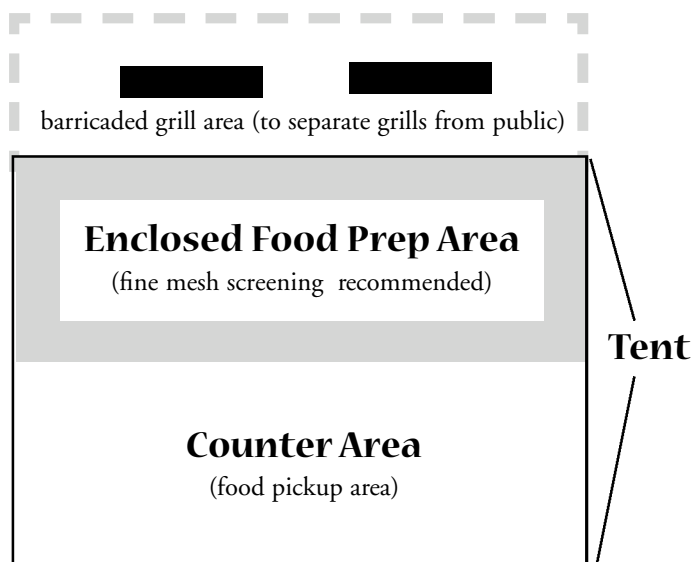 barricaded grill area (to separate grills from public)
Enclosed Food Prep Area
(fine mesh screening recommended)
Tent
Counter Area
(food pickup area)